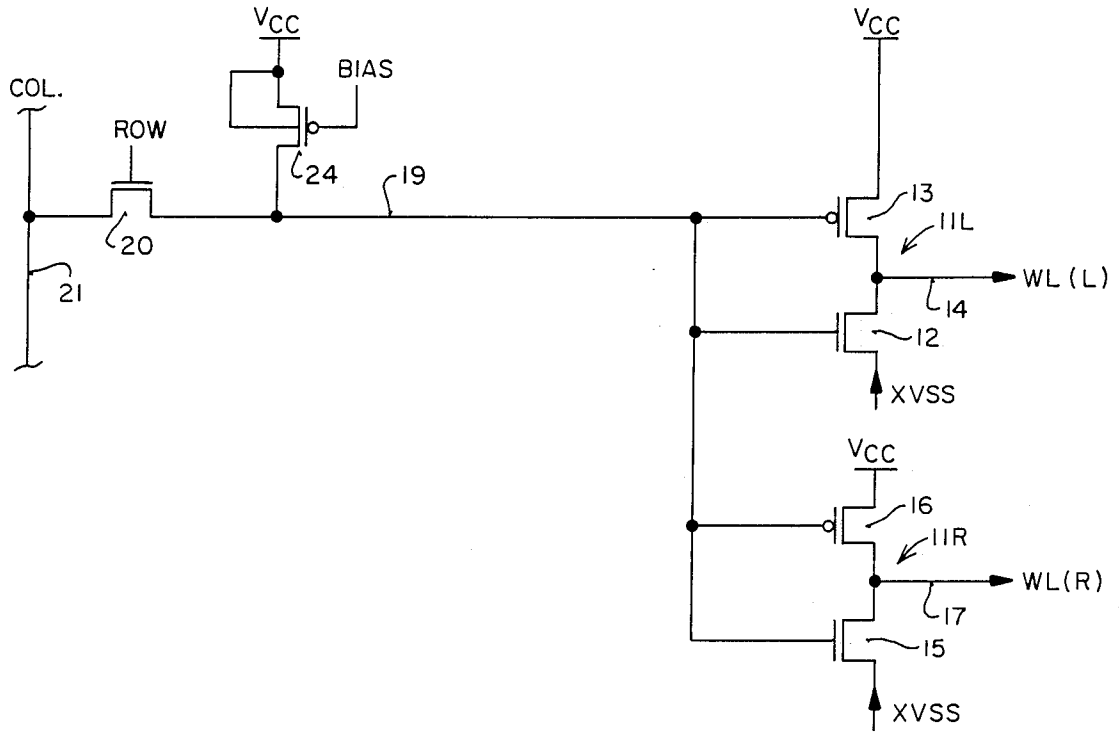 VCC
VCC
COL.
BIAS
ROW
24
19
13
11L
20
21
WL (L)
14
12
XVSS
VCC
16
11R
WL(R)
17
15
XVSS